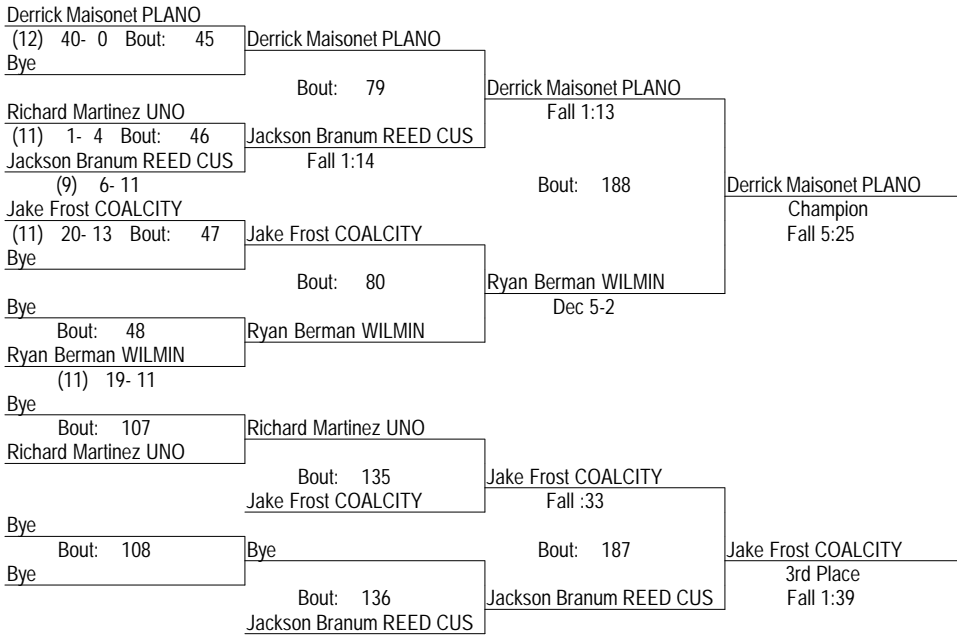 Derrick Maisonet PLANO
(12) 40- 0 Bout: 45
Derrick Maisonet PLANO
Bye
Bout: 79
Derrick Maisonet PLANO
Richard Martinez UNO
Fall 1:13
(11) 1- 4 Bout: 46
Jackson Branum REED CUS
Jackson Branum REED CUS
Fall 1:14
(9) 6- 11
Bout: 188
Derrick Maisonet PLANO
Jake Frost COALCITY
Champion
(11) 20- 13 Bout: 47
Jake Frost COALCITY
Fall 5:25
Bye
Bout: 80
Ryan Berman WILMIN
Bye
Dec 5-2
Bout: 48
Ryan Berman WILMIN
Ryan Berman WILMIN
(11) 19- 11
Bye
Bout: 107
Richard Martinez UNO
Richard Martinez UNO
Bout: 135
Jake Frost COALCITY
Jake Frost COALCITY
Fall :33
Bye
Bout: 108
Bye
Bout: 187
Jake Frost COALCITY
Bye
3rd Place
Bout: 136
Jackson Branum REED CUS
Fall 1:39
Jackson Branum REED CUS